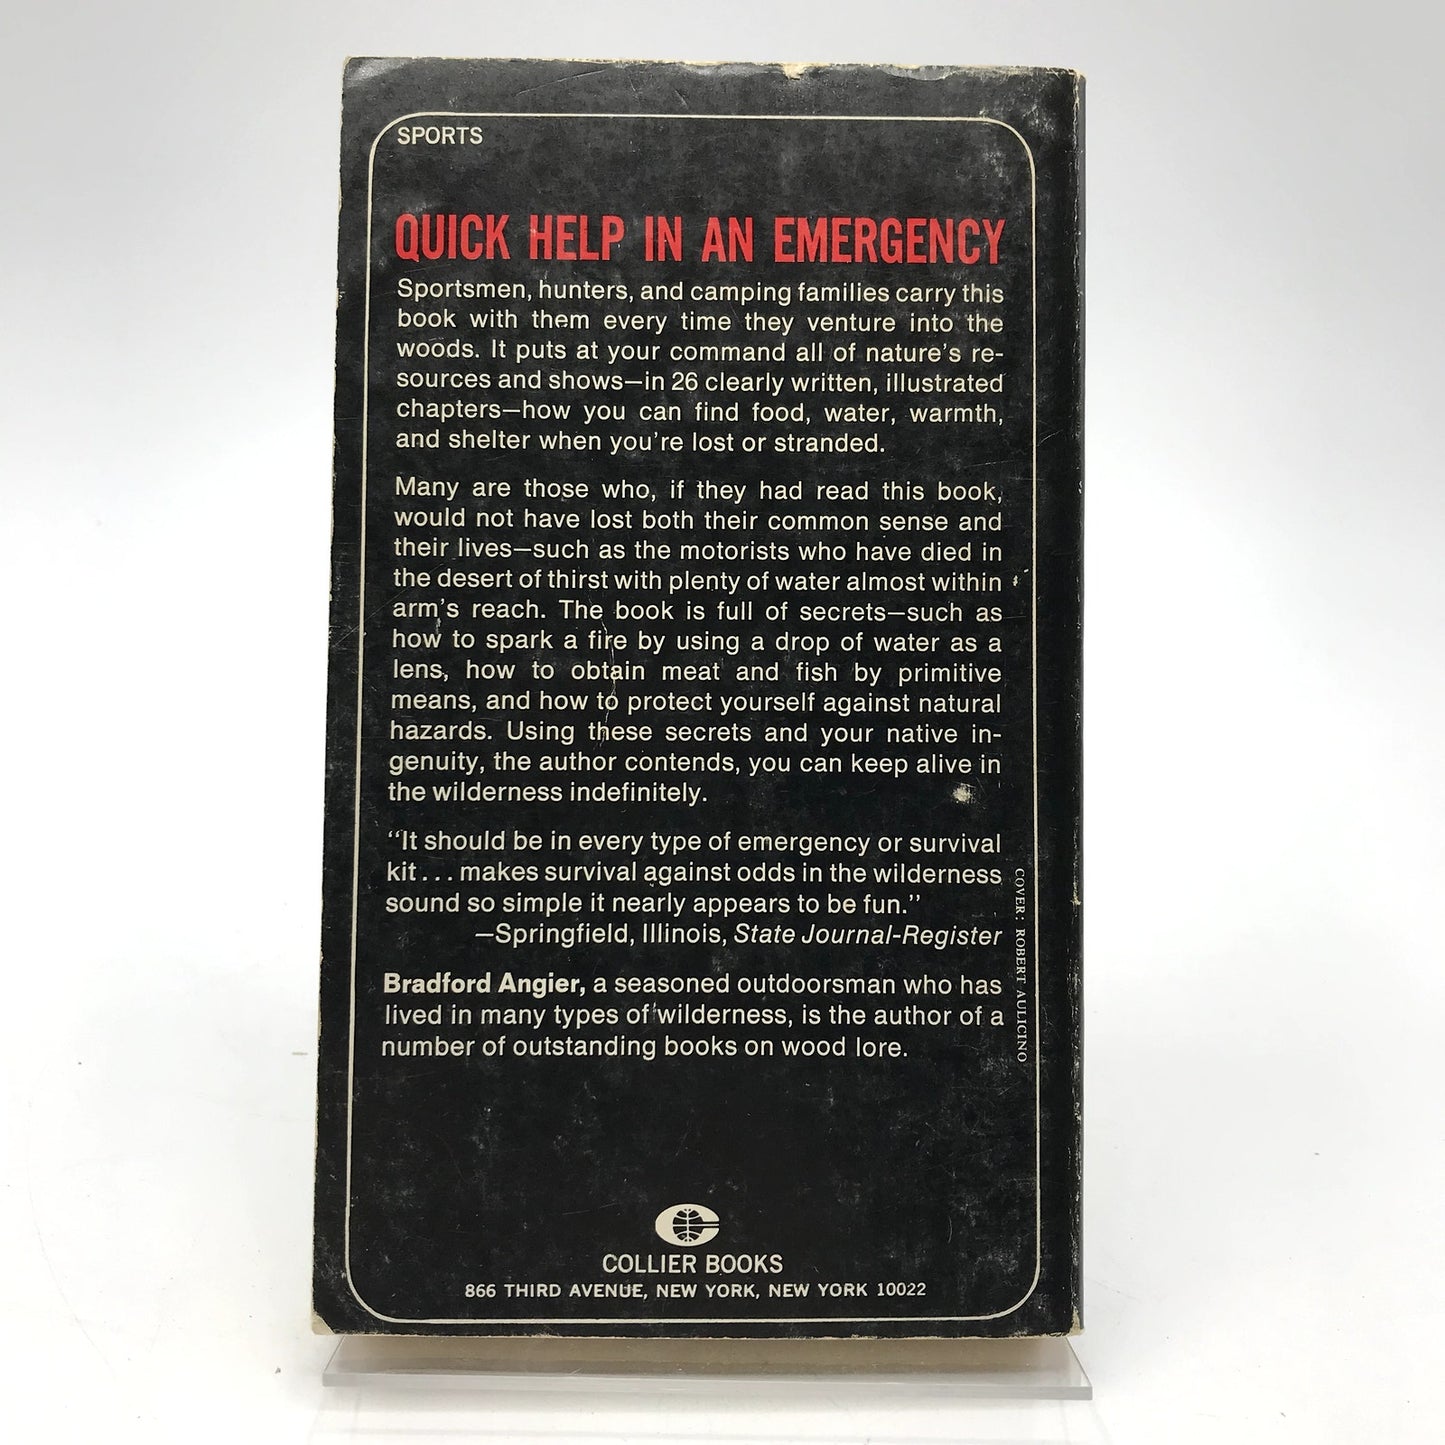 SPORTS
QUICK HELP IN AN EMERGENCY
Sportsmen, hunters, and camping families carry this
book with them every time they venture into the
woods. It puts at your command all of nature's re-
sources and shows—in 26 clearly written, illustrated
chapters—how you can find food, water, warmth,
and shelter when you're lost or stranded.
Many are those who, if they had read this book,
would not have lost both their common sense and
their lives—such as the motorists who have died in
the desert of thirst with plenty of water almost within
arm's reach. The book is full of secrets—such as
how to spark a fire by using a drop of water as a
lens, how to obtain meat and fish by primitive
means, and how to protect yourself against natural
hazards. Using these secrets and your native in-
genuity, the author contends, you can keep alive in
the wilderness indefinitely.
"It should be in every type of emergency or survival
kit... makes survival against odds in the wilderness
sound so simple it nearly appears to be fun."
—Springfield, Illinois, State Journal-Register
Bradford Angier, a seasoned outdoorsman who has
lived in many types of wilderness, is the author of a
number of outstanding books on wood lore.
COVER: ROBERT AULICINO
COLLIER BOOKS
866 THIRD AVENUE, NEW YORK, NEW YORK 10022